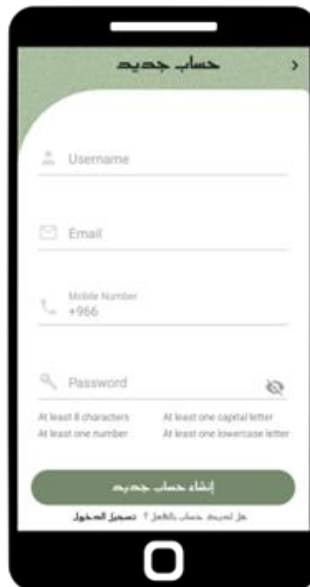 حساب جديد
Username
Email
Mobile Number
+966
Password
At least 8 characters At least one capital letter
At least one number At least one lowercase letter
إنشاء حساب جديد
هل لديك حساب بالفعل ؟ تسجيل الدخول